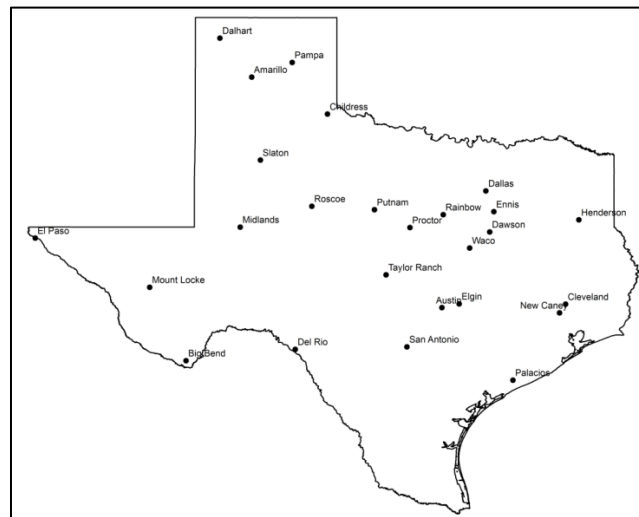 Dalhart
Pampa
Amarillo
Childress
Slaton
Dallas
Roscoe
Putnam
Rainbow
Ennis
Henderson
Midlands
Proctor
Dawson
El Paso
Waco
Taylor Ranch
Mount Locke
Austin
Elgin
Cleveland
New Caney
San Antonio
Del Rio
Big Bend
Palacios